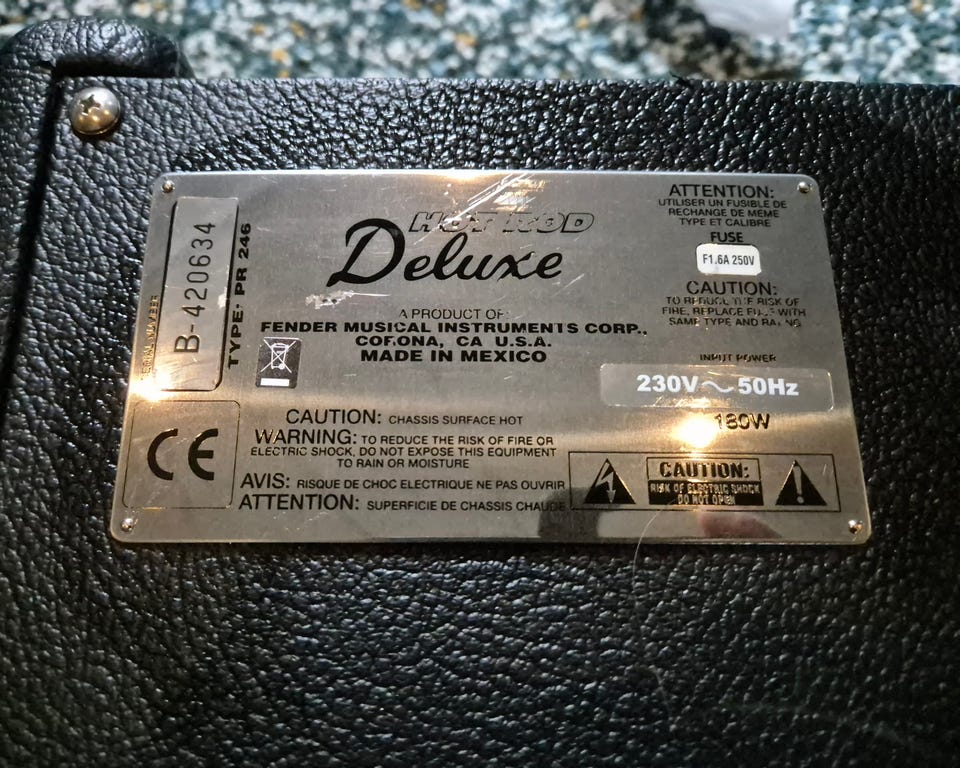 SERIAL NUMBER
B-420634
TYPE: PR 246
HOT ROD
Deluxe
A PRODUCT OF:
FENDER MUSICAL INSTRUMENTS CORP.,
CORONA, CA U.S.A.
MADE IN MEXICO
ATTENTION:
UTILISER UN FUSIBLE DE
RECHANGE DE MÊME
TYPE ET CALIBRE
FUSE
F1.6A 250V
CAUTION:
TO REDUCE THE RISK OF
FIRE, REPLACE FUSE WITH
SAME TYPE AND RATING
INPUT POWER
230V ~ 50Hz
180W
CE
CAUTION: CHASSIS SURFACE HOT
WARNING: TO REDUCE THE RISK OF FIRE OR
ELECTRIC SHOCK, DO NOT EXPOSE THIS EQUIPMENT
TO RAIN OR MOISTURE
AVIS: RISQUE DE CHOC ELECTRIQUE NE PAS OUVRIR
ATTENTION: SUPERFICIE DE CHASSIS CHAUDE
CAUTION:
RISK OF ELECTRIC SHOCK
DO NOT OPEN